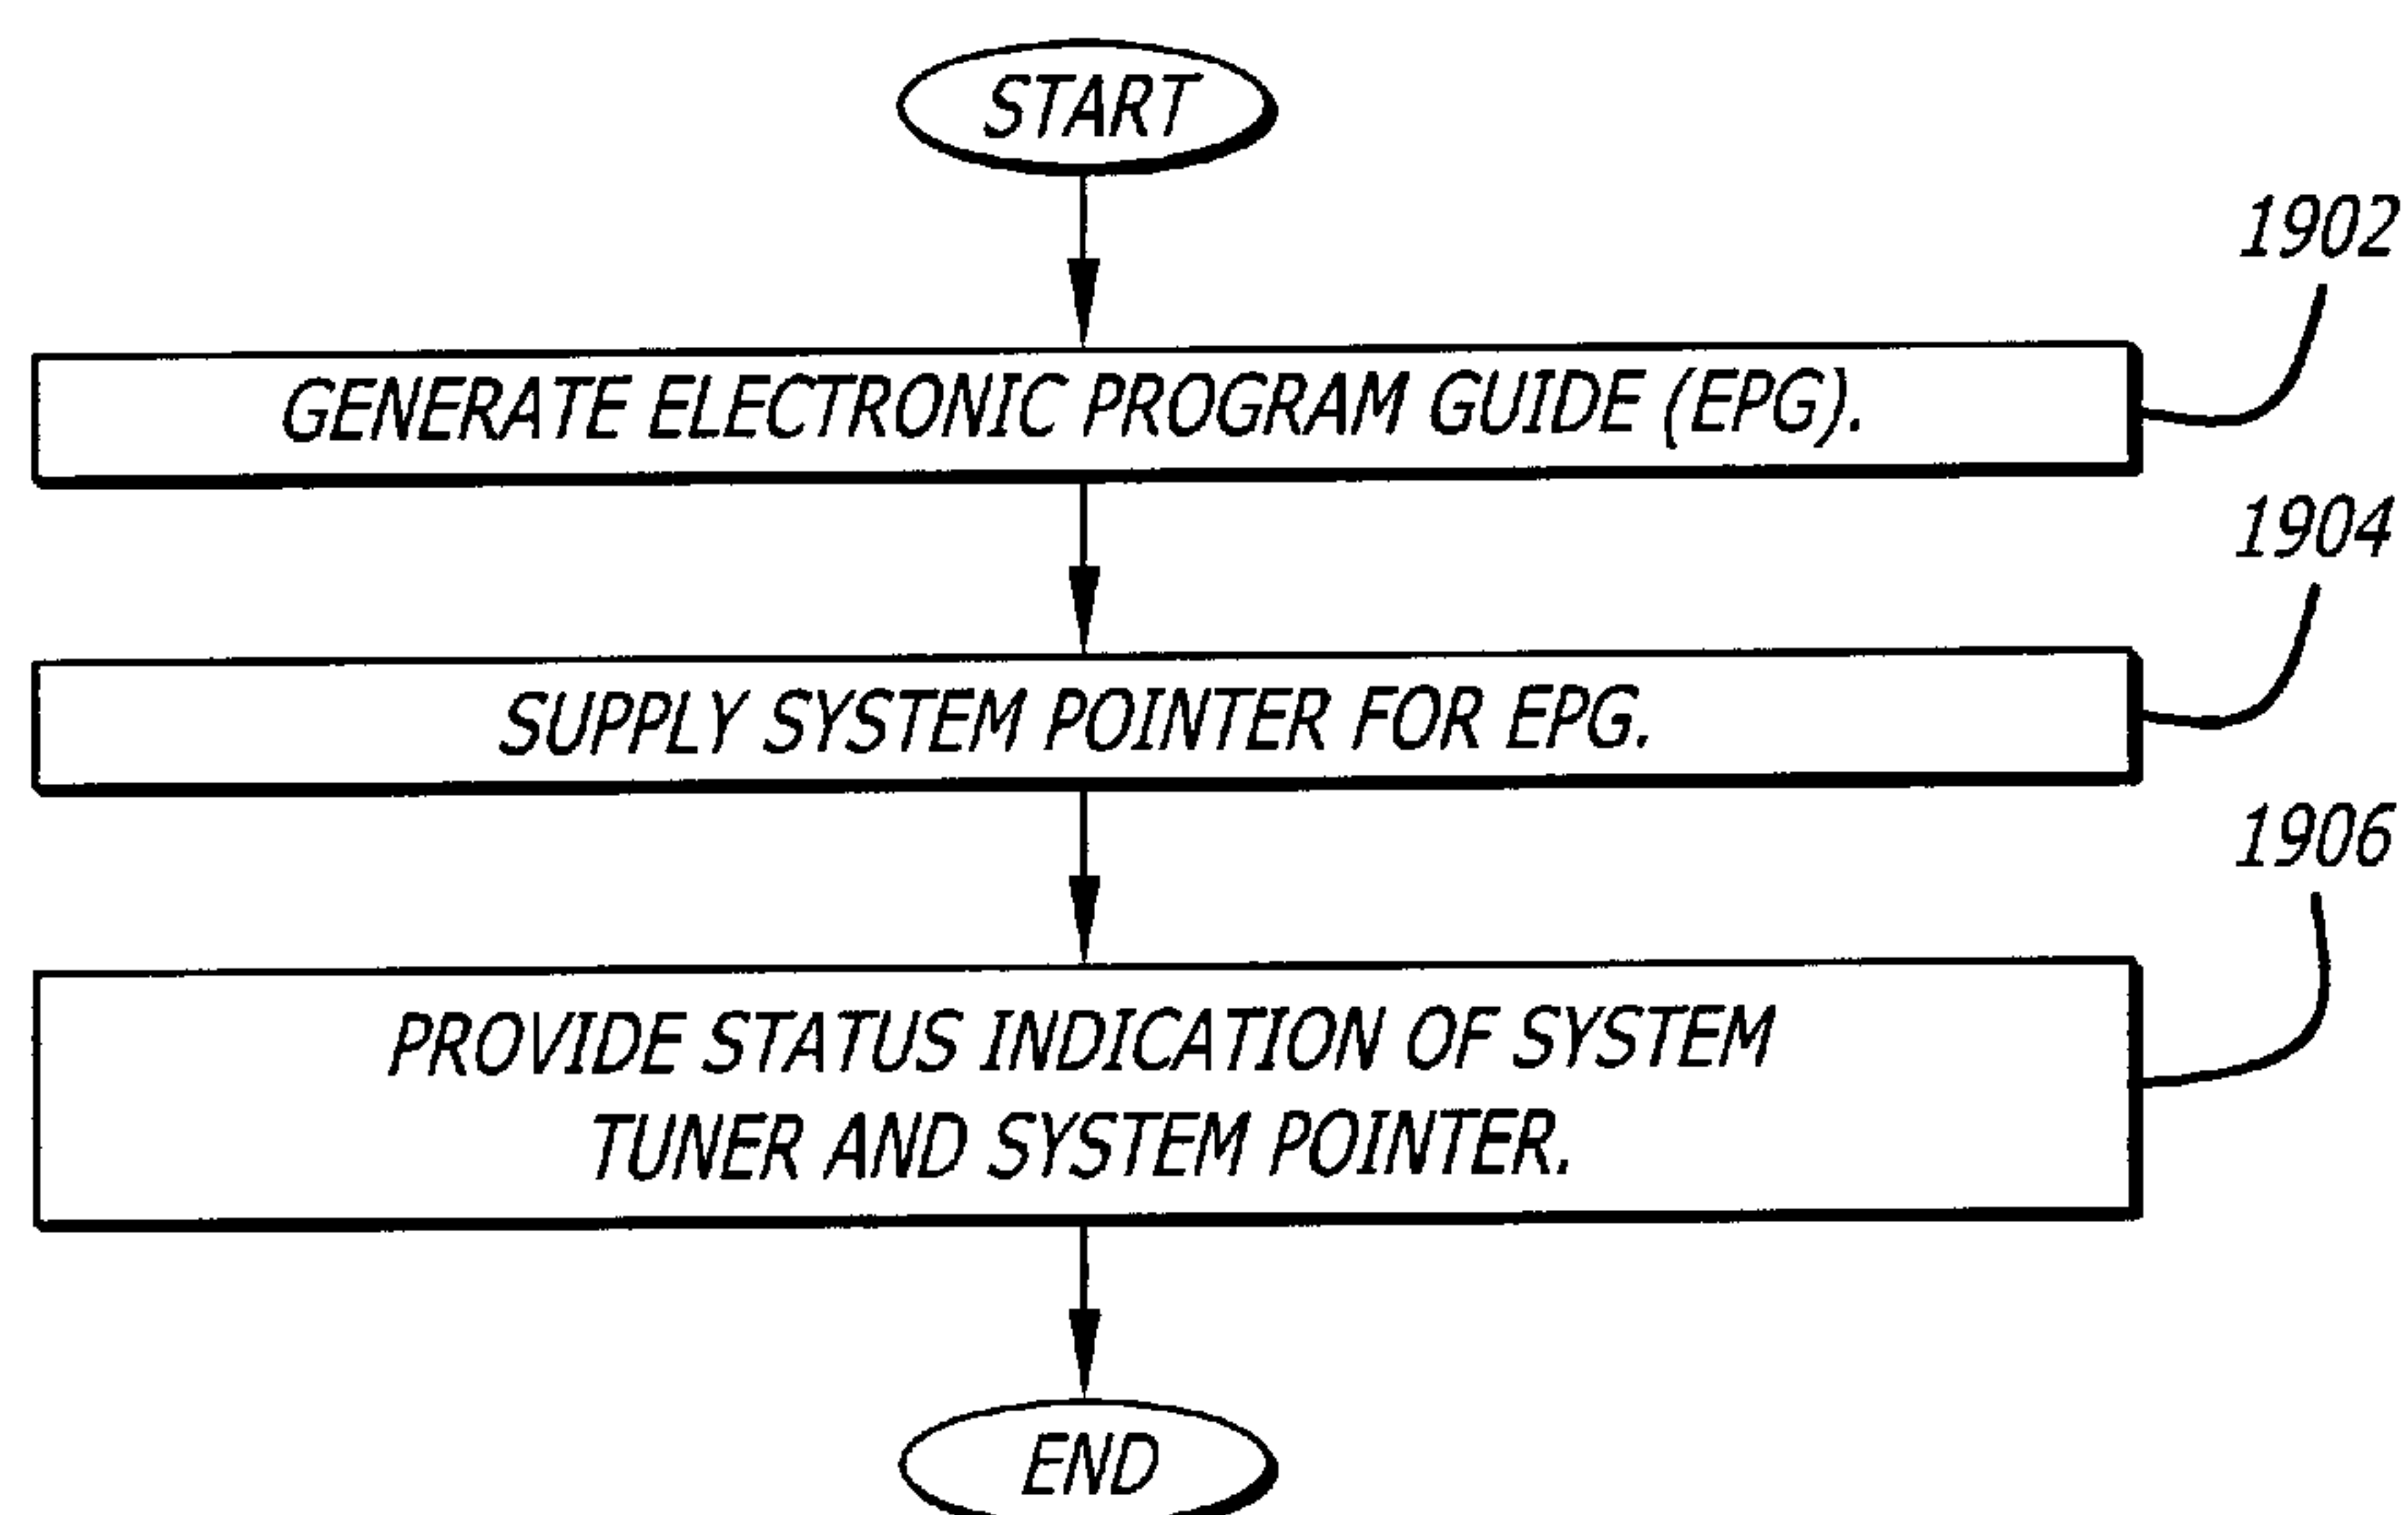 START
1902
GENERATE ELECTRONIC PROGRAM GUIDE (EPG).
1904
SUPPLY SYSTEM POINTER FOR EPG.
1906
PROVIDE STATUS INDICATION OF SYSTEM
TUNER AND SYSTEM POINTER.
END